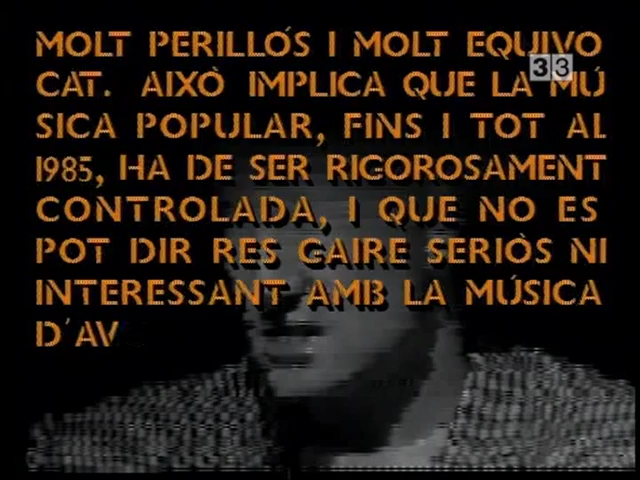 MOLT PERILLÓS I MOLT EQUIVO
33
CAT. AIXÒ IMPLICA QUE LA MÚ
SICA POPULAR, FINS I TOT AL
1985, HA DE SER RIGOROSAMENT
CONTROLADA, I QUE NO ES
POT DIR RES GAIRE SERIÒS NI
INTERESSANT AMB LA MÚSICA
D'AV